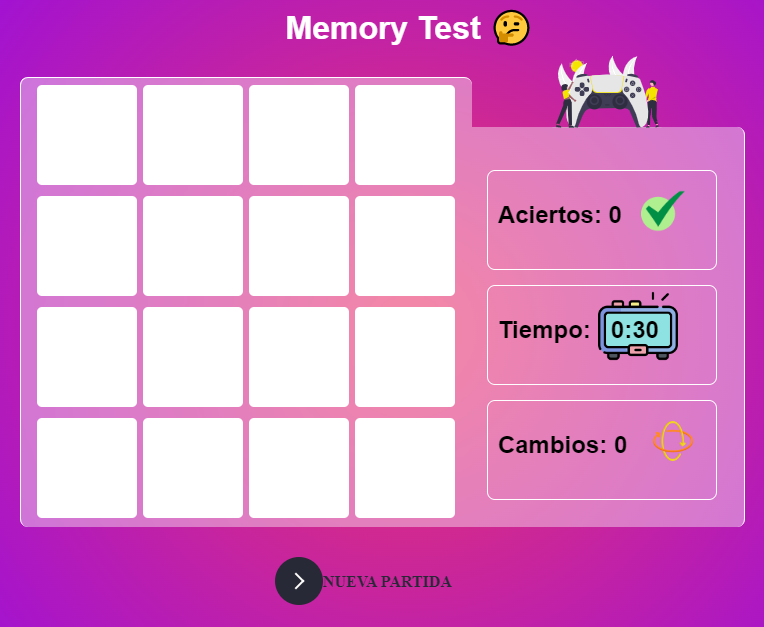 Memory Test 🤔
Aciertos: 0
Tiempo: 0:30
Cambios: 0
NUEVA PARTIDA